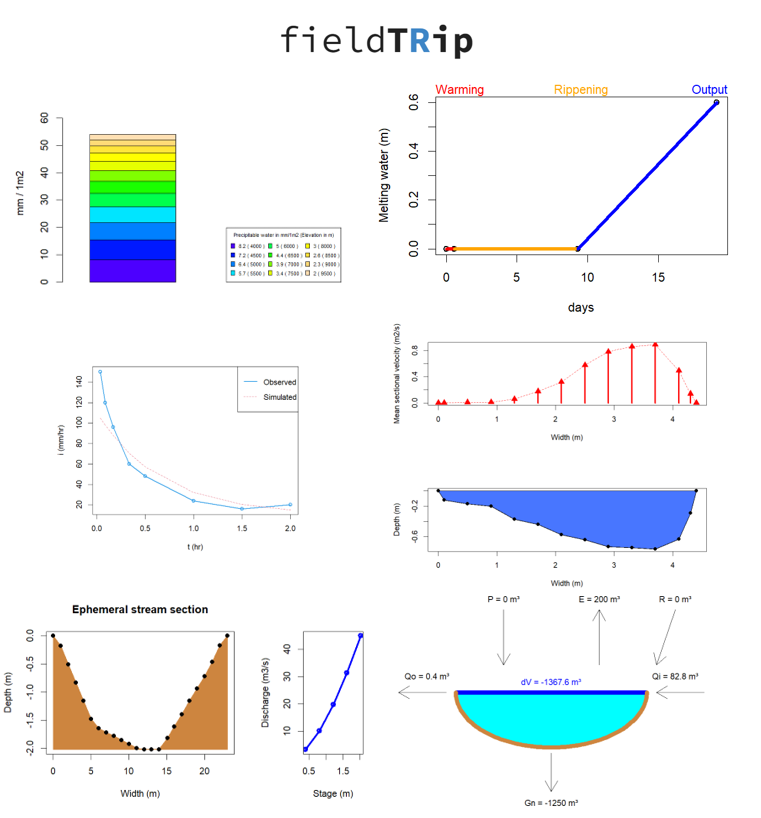 fieldTRip
mm / 1m2
60
50
40
30
20
10
0
Precipitable water in mm/1m2 (Elevation in m)
8.2 ( 4000 ) 5 ( 6000 ) 3 ( 8000 )
7.2 ( 4500 ) 4.4 ( 6500 ) 2.6 ( 8500 )
6.4 ( 5000 ) 3.9 ( 7000 ) 2.3 ( 9000 )
5.7 ( 5500 ) 3.4 ( 7500 ) 2 ( 9500 )
Warming Rippening Output
Melting water (m)
0.6
0.4
0.2
0.0
0 5 10 15
days
i (mm/hr)
140
120
100
80
60
40
20
Observed
Simulated
0.0 0.5 1.0 1.5 2.0
t (hr)
Mean sectional velocity (m2/s)
0.8
0.4
0.0
0 1 2 3 4
Width (m)
Depth (m)
-0.2
-0.6
0 1 2 3 4
Width (m)
Ephemeral stream section
Depth (m)
0.0
-0.5
-1.0
-1.5
-2.0
0 5 10 15 20
Width (m)
Discharge (m3/s)
40
30
20
10
0.5 1.5
Stage (m)
P = 0 m³ E = 200 m³ R = 0 m³
Qo = 0.4 m³ dV = -1367.6 m³ Qi = 82.8 m³
Gn = -1250 m³